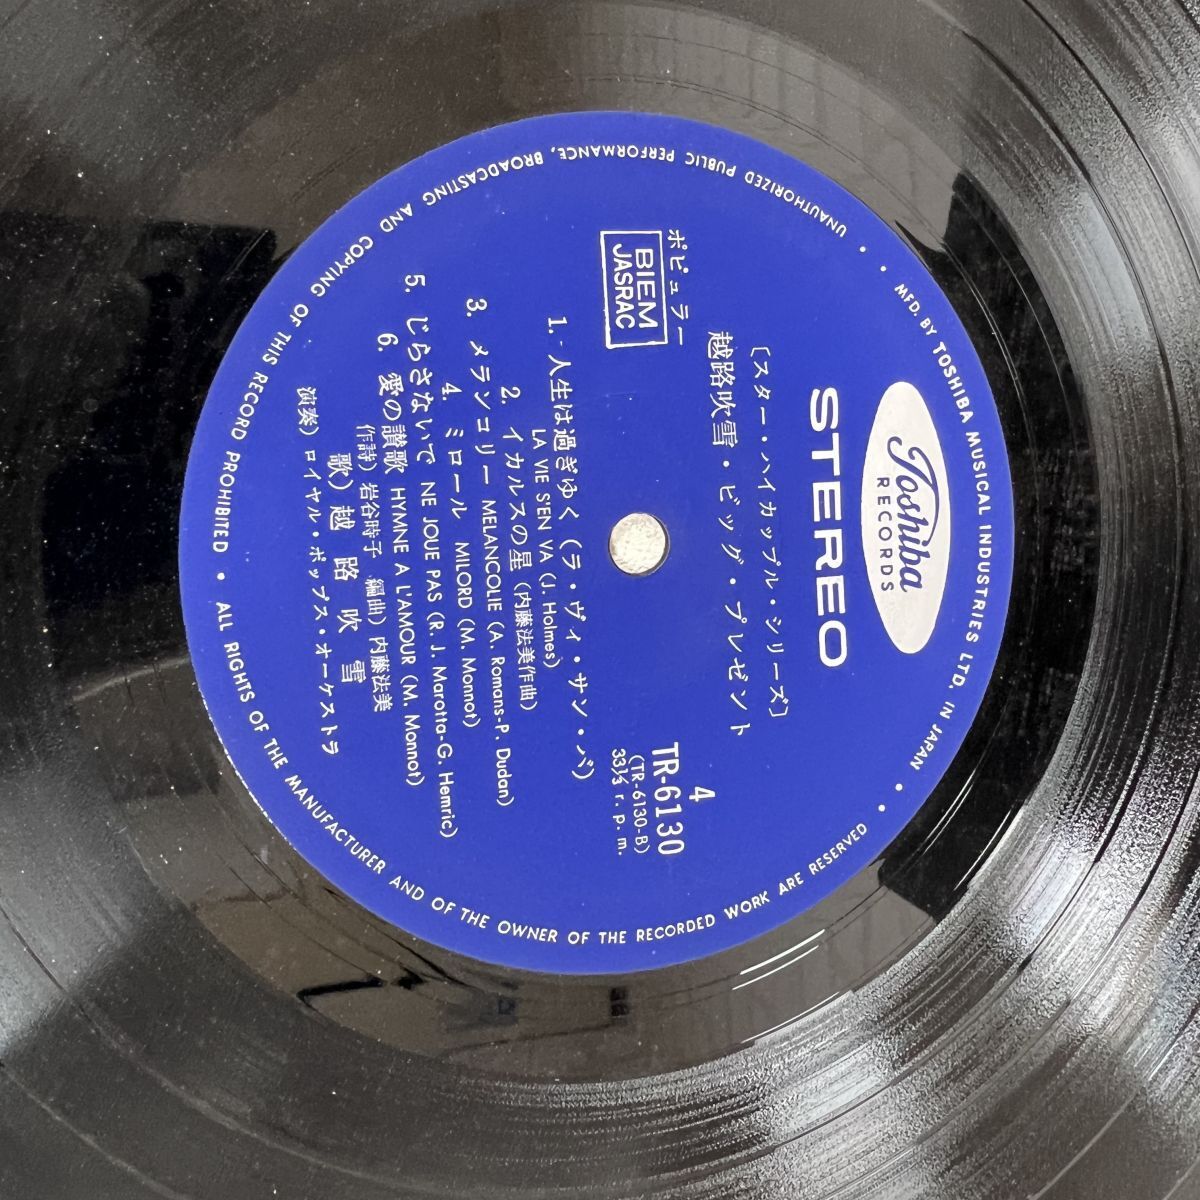 • MFD. BY TOSHIBA MUSICAL INDUSTRIES LTD. IN JAPAN •
Toshiba
RECORDS
STEREO
〔スター・ハイカップル・シリーズ〕
越路吹雪・ビッグ・プレゼント
ポピュラー
BIEM
JASRAC
4
TR-6130
(TR-6130-B)
33⅓ r. p. m.
1. 人生は過ぎゆく（ラ・ヴィ・サン・バ）
LA VIE S'EN VA (J. Holmes)
2. イカルスの星（内藤法美作曲）
3. メランコリー MELANCOLIE (A. Romans-P. Dudan)
4. ミロール MILORD (M. Monnot)
5. じらさないで NE JOUE PAS (R. J. Marotta-G. Hemric)
6. 愛の讃歌 HYMNE A L'AMOUR (M. Monnot)
作詩）岩谷時子 編曲）内藤法美
歌）越路吹雪
演奏）ロイヤル・ポップス・オーケストラ
• ALL RIGHTS OF THE MANUFACTURER AND OF THE OWNER OF THE RECORDED WORK ARE RESERVED •
UNAUTHORIZED PUBLIC PERFORMANCE, BROADCASTING AND COPYING OF THIS RECORD PROHIBITED